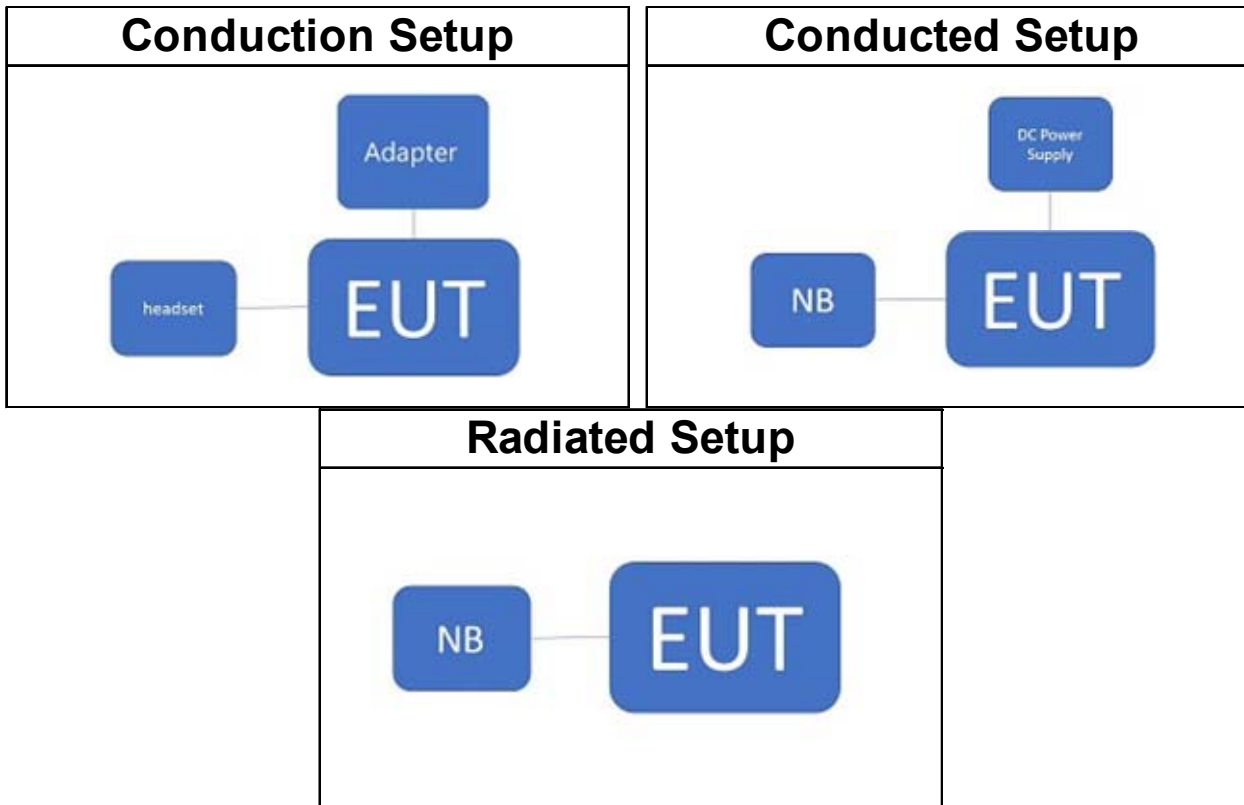 Conduction Setup
Adapter
headset
EUT
Conducted Setup
DC Power
Supply
NB
EUT
Radiated Setup
NB
EUT